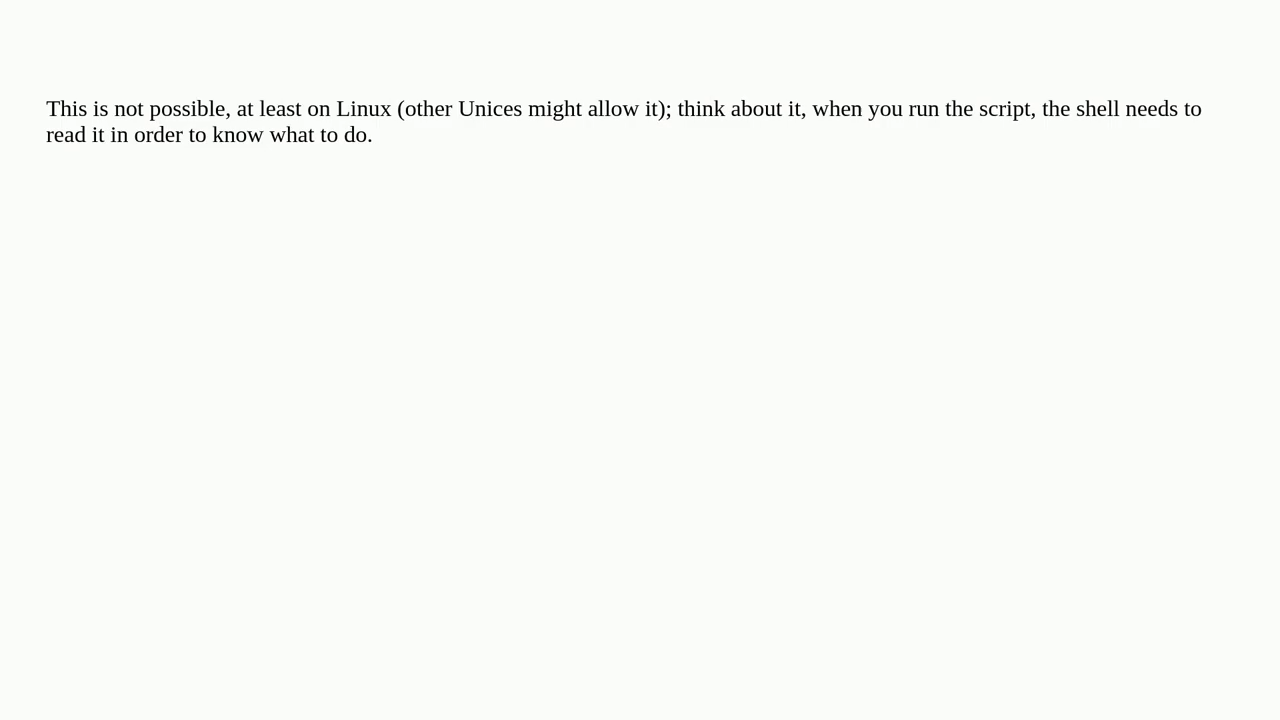 This is not possible, at least on Linux (other Unices might allow it); think about it, when you run the script, the shell needs to
read it in order to know what to do.